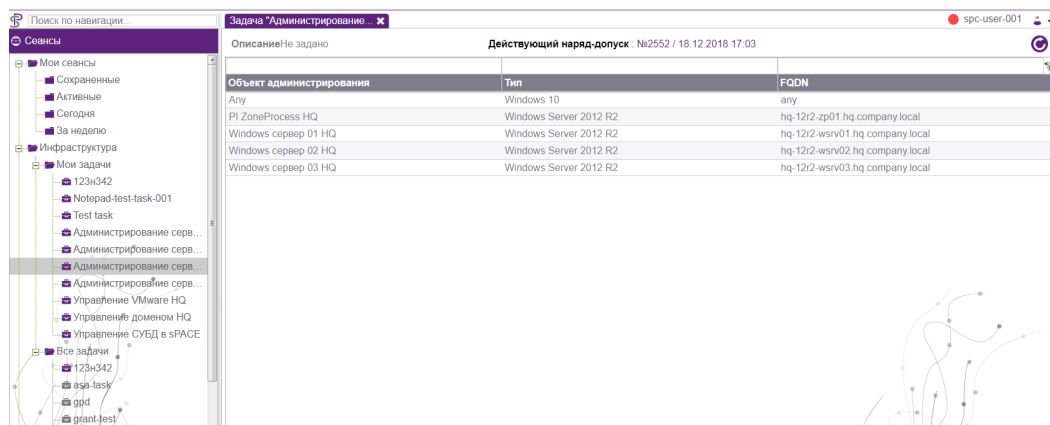 Поиск по навигации...
Задача "Администрирование...
spc-user-001
Сеансы
ОписаниеНе задано
Действующий наряд-допуск : №2552 / 18.12.2018 17:03
Мои сеансы
Сохраненные
Активные
Сегодня
За неделю
Инфраструктура
Мои задачи
123н342
Notepad-test-task-001
Test task
Администрирование серв...
Администрирование серв...
Администрирование серв...
Администрирование серв...
Управление VMware HQ
Управление доменом HQ
Управление СУБД в sPACE
Все задачи
123н342
asa-task
gpd
grant-test
Объект администрирования Тип FQDN
Any Windows 10 any
PI ZoneProcess HQ Windows Server 2012 R2 hq-12r2-zp01.hq.company.local
Windows сервер 01 HQ Windows Server 2012 R2 hq-12r2-wsrv01.hq.company.local
Windows сервер 02 HQ Windows Server 2012 R2 hq-12r2-wsrv02.hq.company.local
Windows сервер 03 HQ Windows Server 2012 R2 hq-12r2-wsrv03.hq.company.local